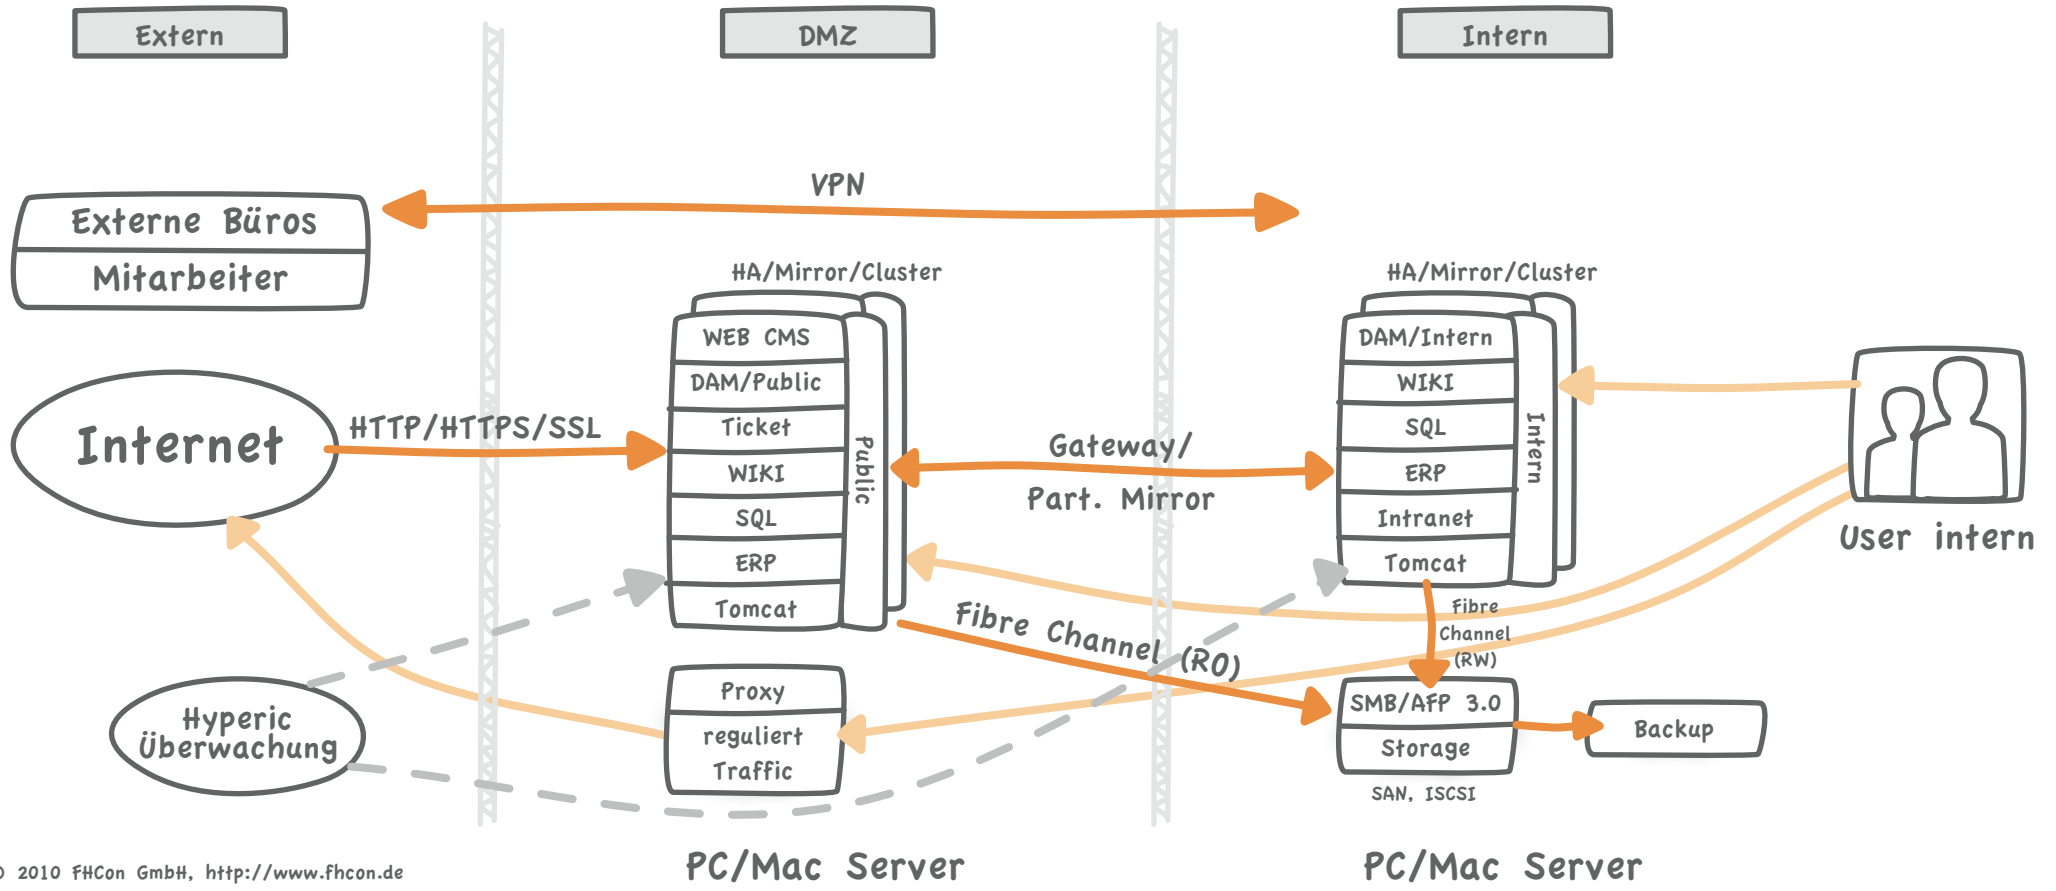 Extern
DMZ
Intern
VPN
Externe Büros
Mitarbeiter
HA/Mirror/Cluster
HA/Mirror/Cluster
WEB CMS
DAM/Public
Ticket
WIKI
SQL
ERP
Tomcat
Public
DAM/Intern
WIKI
SQL
ERP
Intranet
Tomcat
Intern
Internet
HTTP/HTTPS/SSL
Gateway/
Part. Mirror
User intern
Fibre Channel (RO)
Fibre
Channel
(RW)
Hyperic
Überwachung
Proxy
reguliert
Traffic
SMB/AFP 3.0
Storage
SAN, ISCSI
Backup
PC/Mac Server
PC/Mac Server
© 2010 FHCon GmbH, http://www.fhcon.de